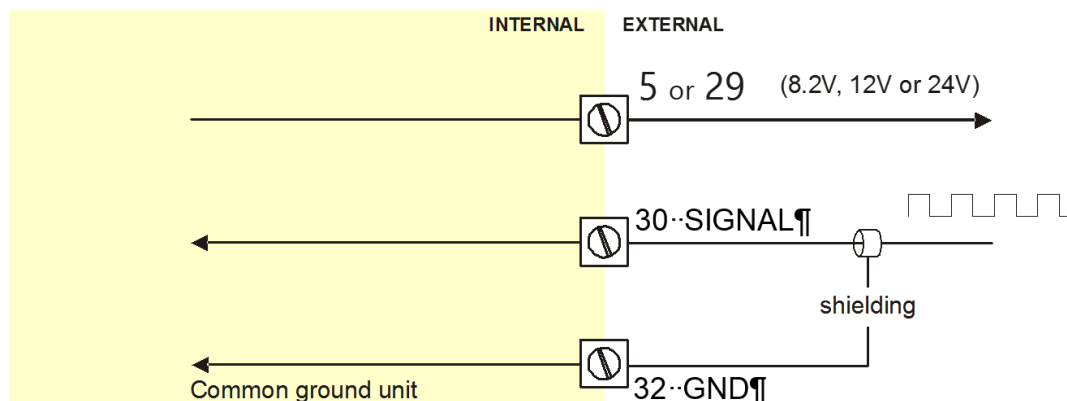 INTERNAL EXTERNAL
5 or 29 (8.2V, 12V or 24V)
30··SIGNAL¶
shielding
Common ground unit
32··GND¶